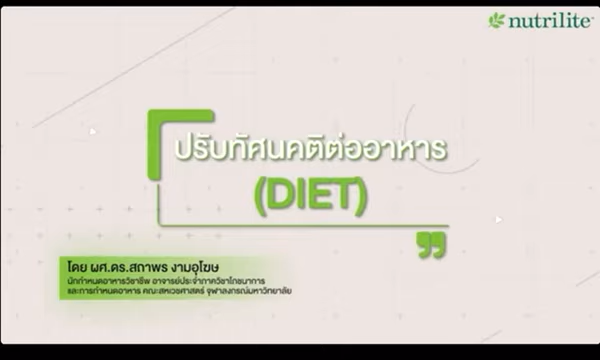 nutrilite™
ปรับทัศนคติต่ออาหาร
(DIET)
โดย ผศ.ดร.สถาพร งามอุโฆษ
นักกำหนดอาหารวิชาชีพ อาจารย์ประจำภาควิชาโภชนาการ
และการกำหนดอาหาร คณะสหเวชศาสตร์ จุฬาลงกรณ์มหาวิทยาลัย